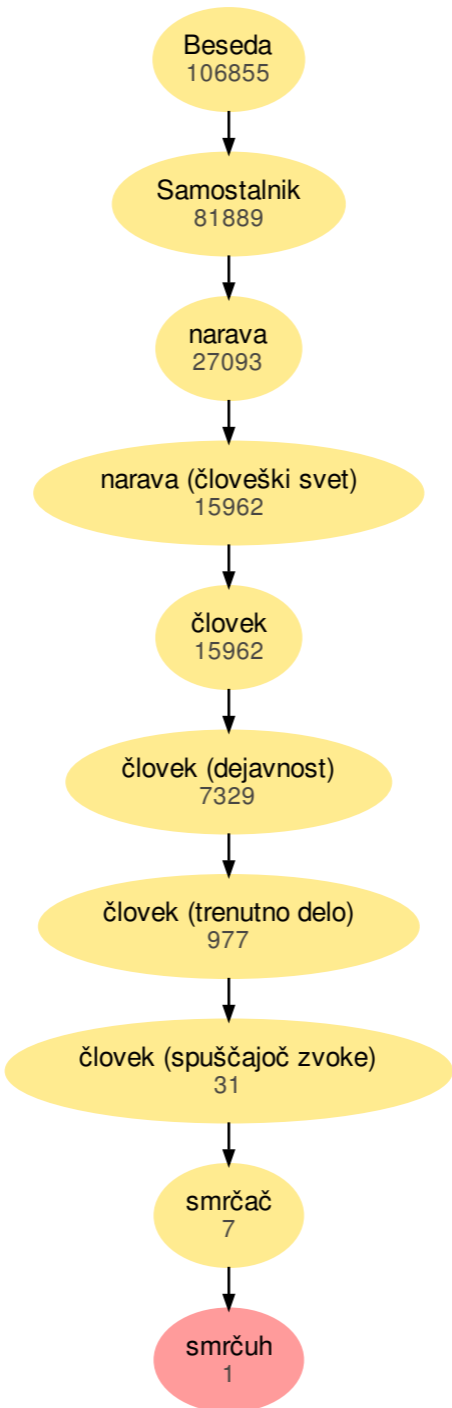 Beseda
106855
Samostalnik
81889
narava
27093
narava (človeški svet)
15962
človek
15962
človek (dejavnost)
7329
človek (trenutno delo)
977
človek (spuščajoč zvoke)
31
smrčač
7
smrčuh
1